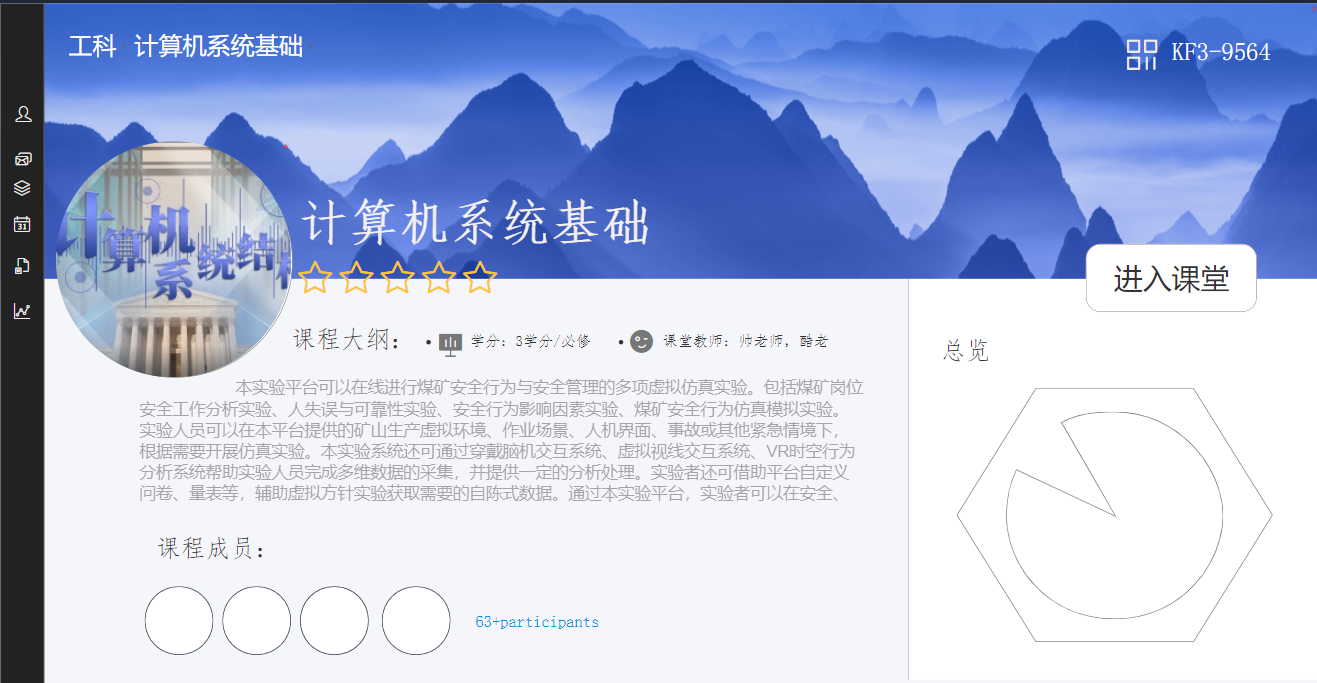 工科 计算机系统基础
KF3-9564
31
计算机系统结构
计算机系统基础
进入课堂
课程大纲：
• 学分：3学分/必修
• 课堂教师：帅老师，酷老
总览
本实验平台可以在线进行煤矿安全行为与安全管理的多项虚拟仿真实验。包括煤矿岗位
安全工作分析实验、人失误与可靠性实验、安全行为影响因素实验、煤矿安全行为仿真模拟实验。
实验人员可以在本平台提供的矿山生产虚拟环境、作业场景、人机界面、事故或其他紧急情境下，
根据需要开展仿真实验。本实验系统还可通过穿戴脑机交互系统、虚拟视线交互系统、VR时空行为
分析系统帮助实验人员完成多维数据的采集，并提供一定的分析处理。实验者还可借助平台自定义
问卷、量表等，辅助虚拟方针实验获取需要的自陈式数据。通过本实验平台，实验者可以在安全、
课程成员：
63+participants